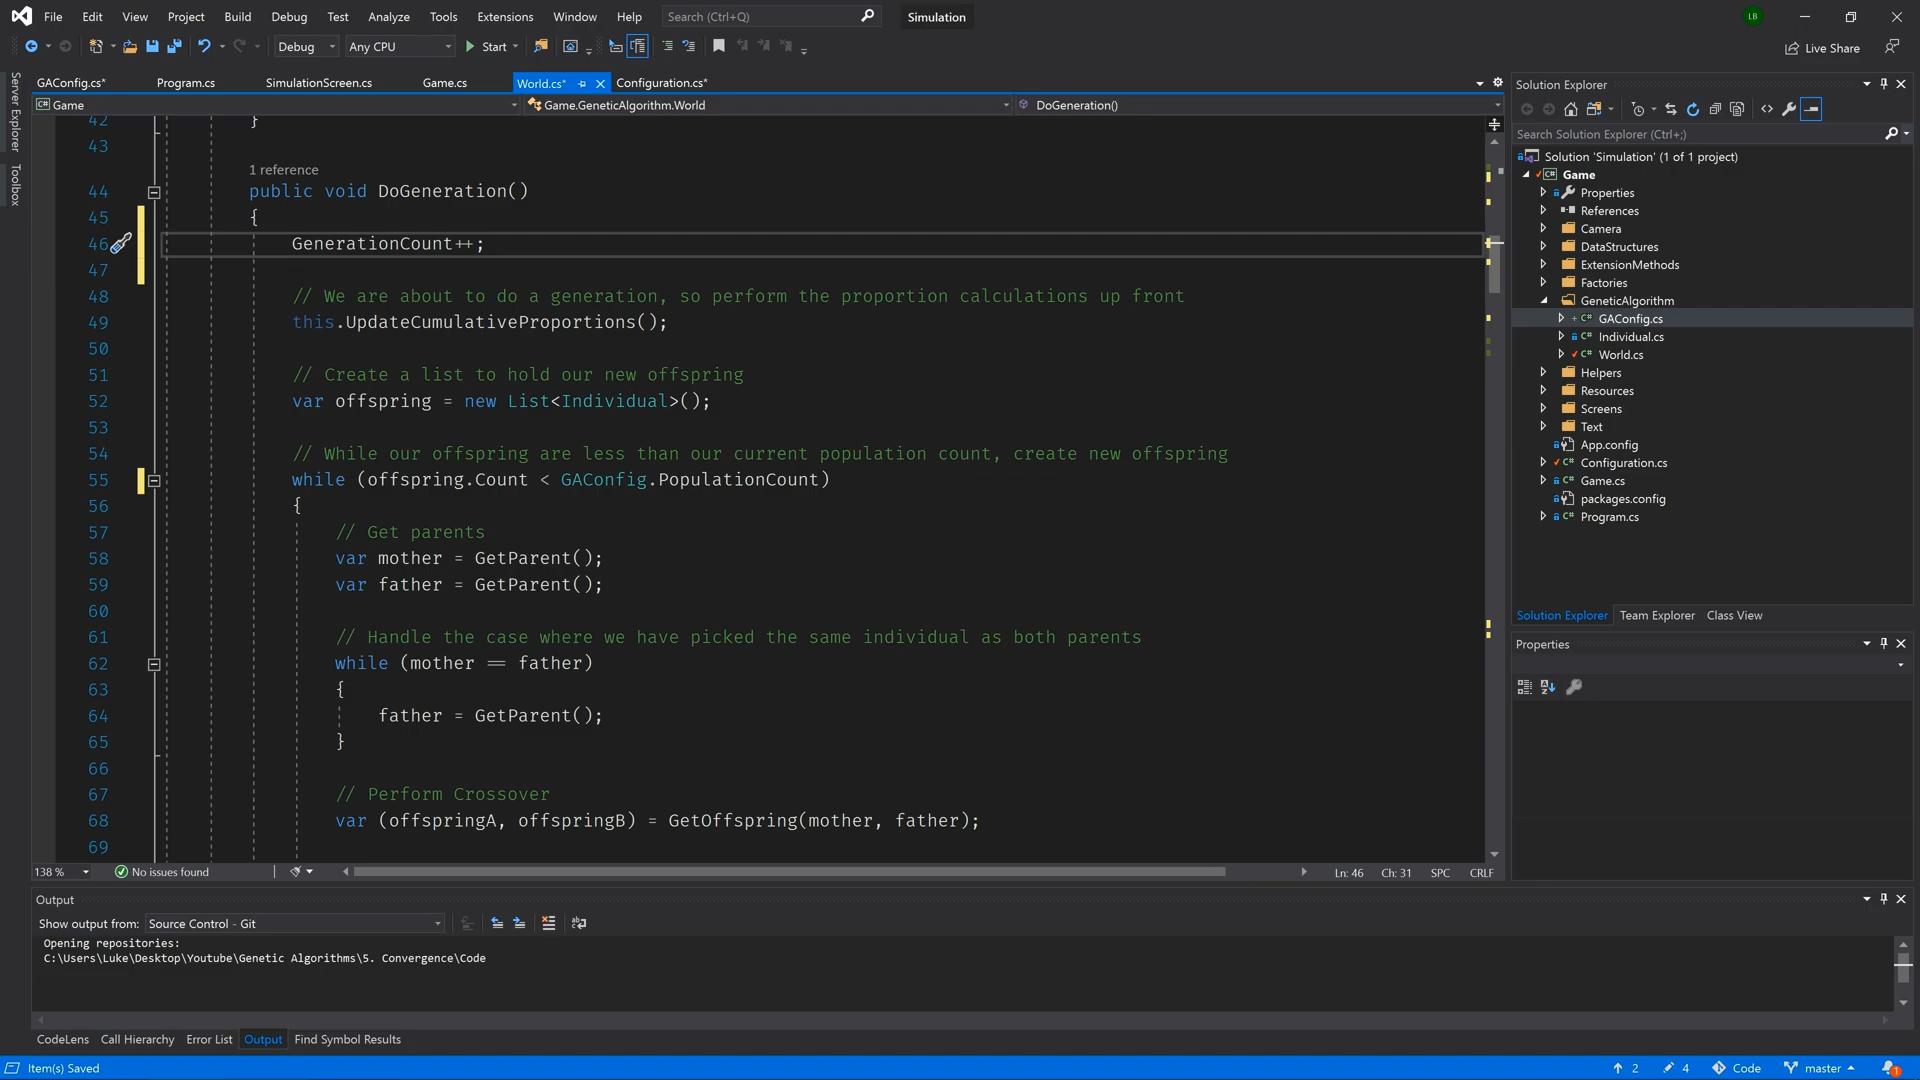 File Edit View Project Build Debug Test Analyze Tools Extensions Window Help Search (Ctrl+Q) Simulation LB
Debug Any CPU Start Live Share
Server Explorer
Toolbox
GAConfig.cs* Program.cs SimulationScreen.cs Game.cs World.cs* Configuration.cs*
Game Game.GeneticAlgorithm.World DoGeneration()
42 }
43
1 reference
44 public void DoGeneration()
45 {
46 GenerationCount++;
47
48 // We are about to do a generation, so perform the proportion calculations up front
49 this.UpdateCumulativeProportions();
50
51 // Create a list to hold our new offspring
52 var offspring = new List<Individual>();
53
54 // While our offspring are less than our current population count, create new offspring
55 while (offspring.Count < GAConfig.PopulationCount)
56 {
57 // Get parents
58 var mother = GetParent();
59 var father = GetParent();
60
61 // Handle the case where we have picked the same individual as both parents
62 while (mother == father)
63 {
64 father = GetParent();
65 }
66
67 // Perform Crossover
68 var (offspringA, offspringB) = GetOffspring(mother, father);
69
138 % No issues found Ln: 46 Ch: 31 SPC CRLF
Solution Explorer
Search Solution Explorer (Ctrl+;)
Solution 'Simulation' (1 of 1 project)
Game
Properties
References
Camera
DataStructures
ExtensionMethods
Factories
GeneticAlgorithm
GAConfig.cs
Individual.cs
World.cs
Helpers
Resources
Screens
Text
App.config
Configuration.cs
Game.cs
packages.config
Program.cs
Solution Explorer Team Explorer Class View
Properties
Output
Show output from: Source Control - Git
Opening repositories:
C:\Users\Luke\Desktop\Youtube\Genetic Algorithms\5. Convergence\Code
CodeLens Call Hierarchy Error List Output Find Symbol Results
Item(s) Saved 2 4 Code master 1